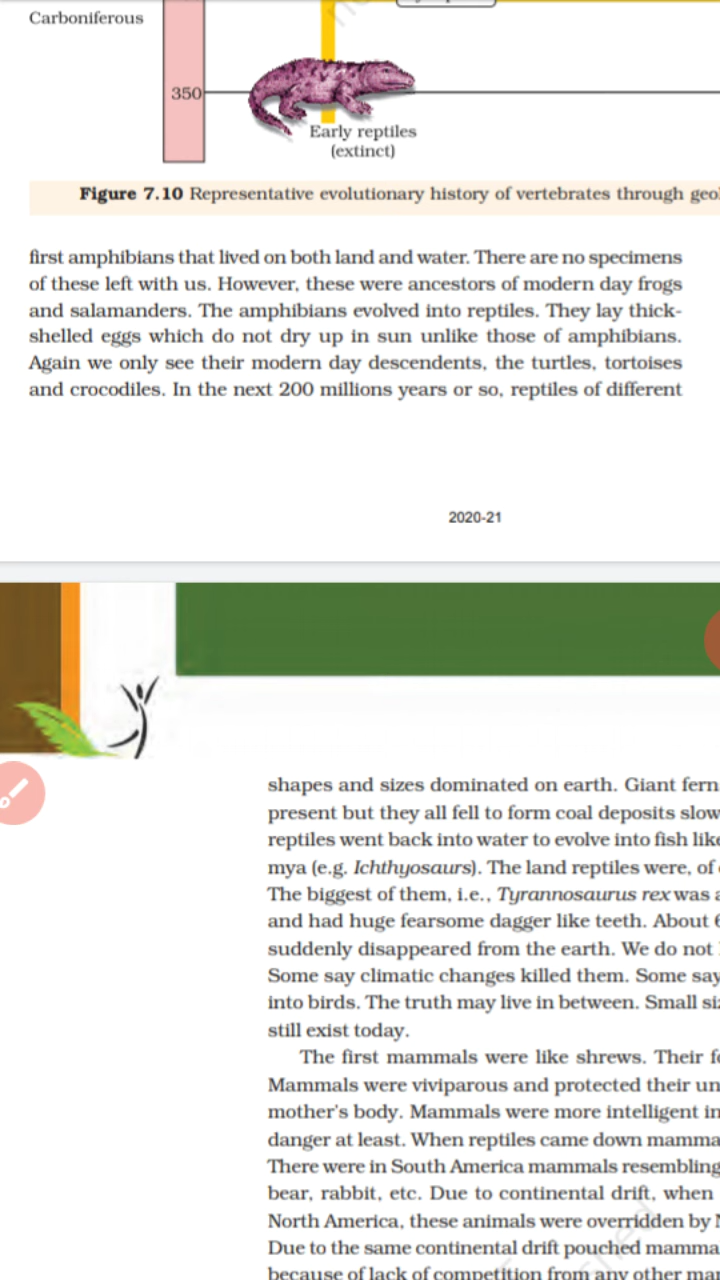 Carboniferous
350
Early reptiles
(extinct)
Figure 7.10 Representative evolutionary history of vertebrates through
first amphibians that lived on both land and water. There are no specimens
of these left with us. However, these were ancestors of modern day frogs
and salamanders. The amphibians evolved into reptiles. They lay thick-
shelled eggs which do not dry up in sun unlike those of amphibians.
Again we only see their modern day descendents, the turtles, tortoises
and crocodiles. In the next 200 millions years or so, reptiles of different
2020-21
shapes and sizes dominated on earth. Giant fern
present but they all fell to form coal deposits slow
reptiles went back into water to evolve into fish like
mya (e.g. Ichthyosaurs). The land reptiles were, of
The biggest of them, i.e., Tyrannosaurus rex was a
and had huge fearsome dagger like teeth. About 6
suddenly disappeared from the earth. We do not
Some say climatic changes killed them. Some say
into birds. The truth may live in between. Small
still exist today.
The first mammals were like shrews. Their
Mammals were viviparous and protected their un
mother's body. Mammals were more intelligent in
danger at least. When reptiles came down mamma
There were in South America mammals resembling
bear, rabbit, etc. Due to continental drift, when
North America, these animals were overridden by
Due to the same continental drift pouched mamma
because of lack of competition from any other